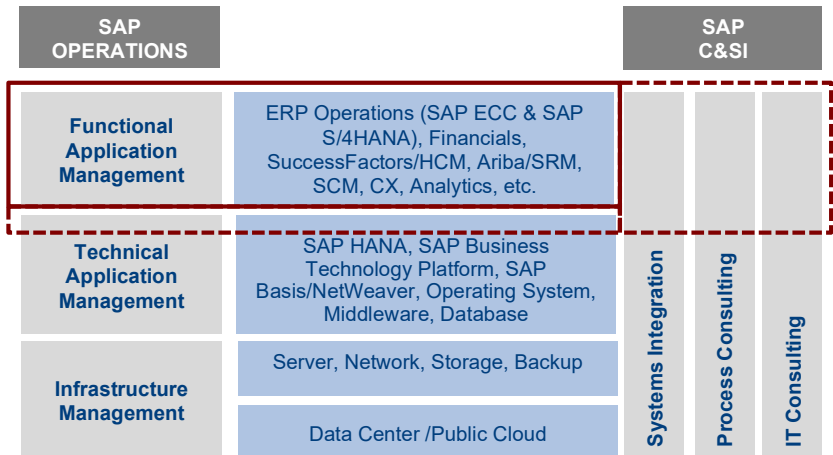 SAP
OPERATIONS
SAP
C&SI
Functional
Application
Management
ERP Operations (SAP ECC & SAP
S/4HANA), Financials,
SuccessFactors/HCM, Ariba/SRM,
SCM, CX, Analytics, etc.
Technical
Application
Management
SAP HANA, SAP Business
Technology Platform, SAP
Basis/NetWeaver, Operating System,
Middleware, Database
Infrastructure
Management
Server, Network, Storage, Backup
Data Center /Public Cloud
Systems Integration
Process Consulting
IT Consulting